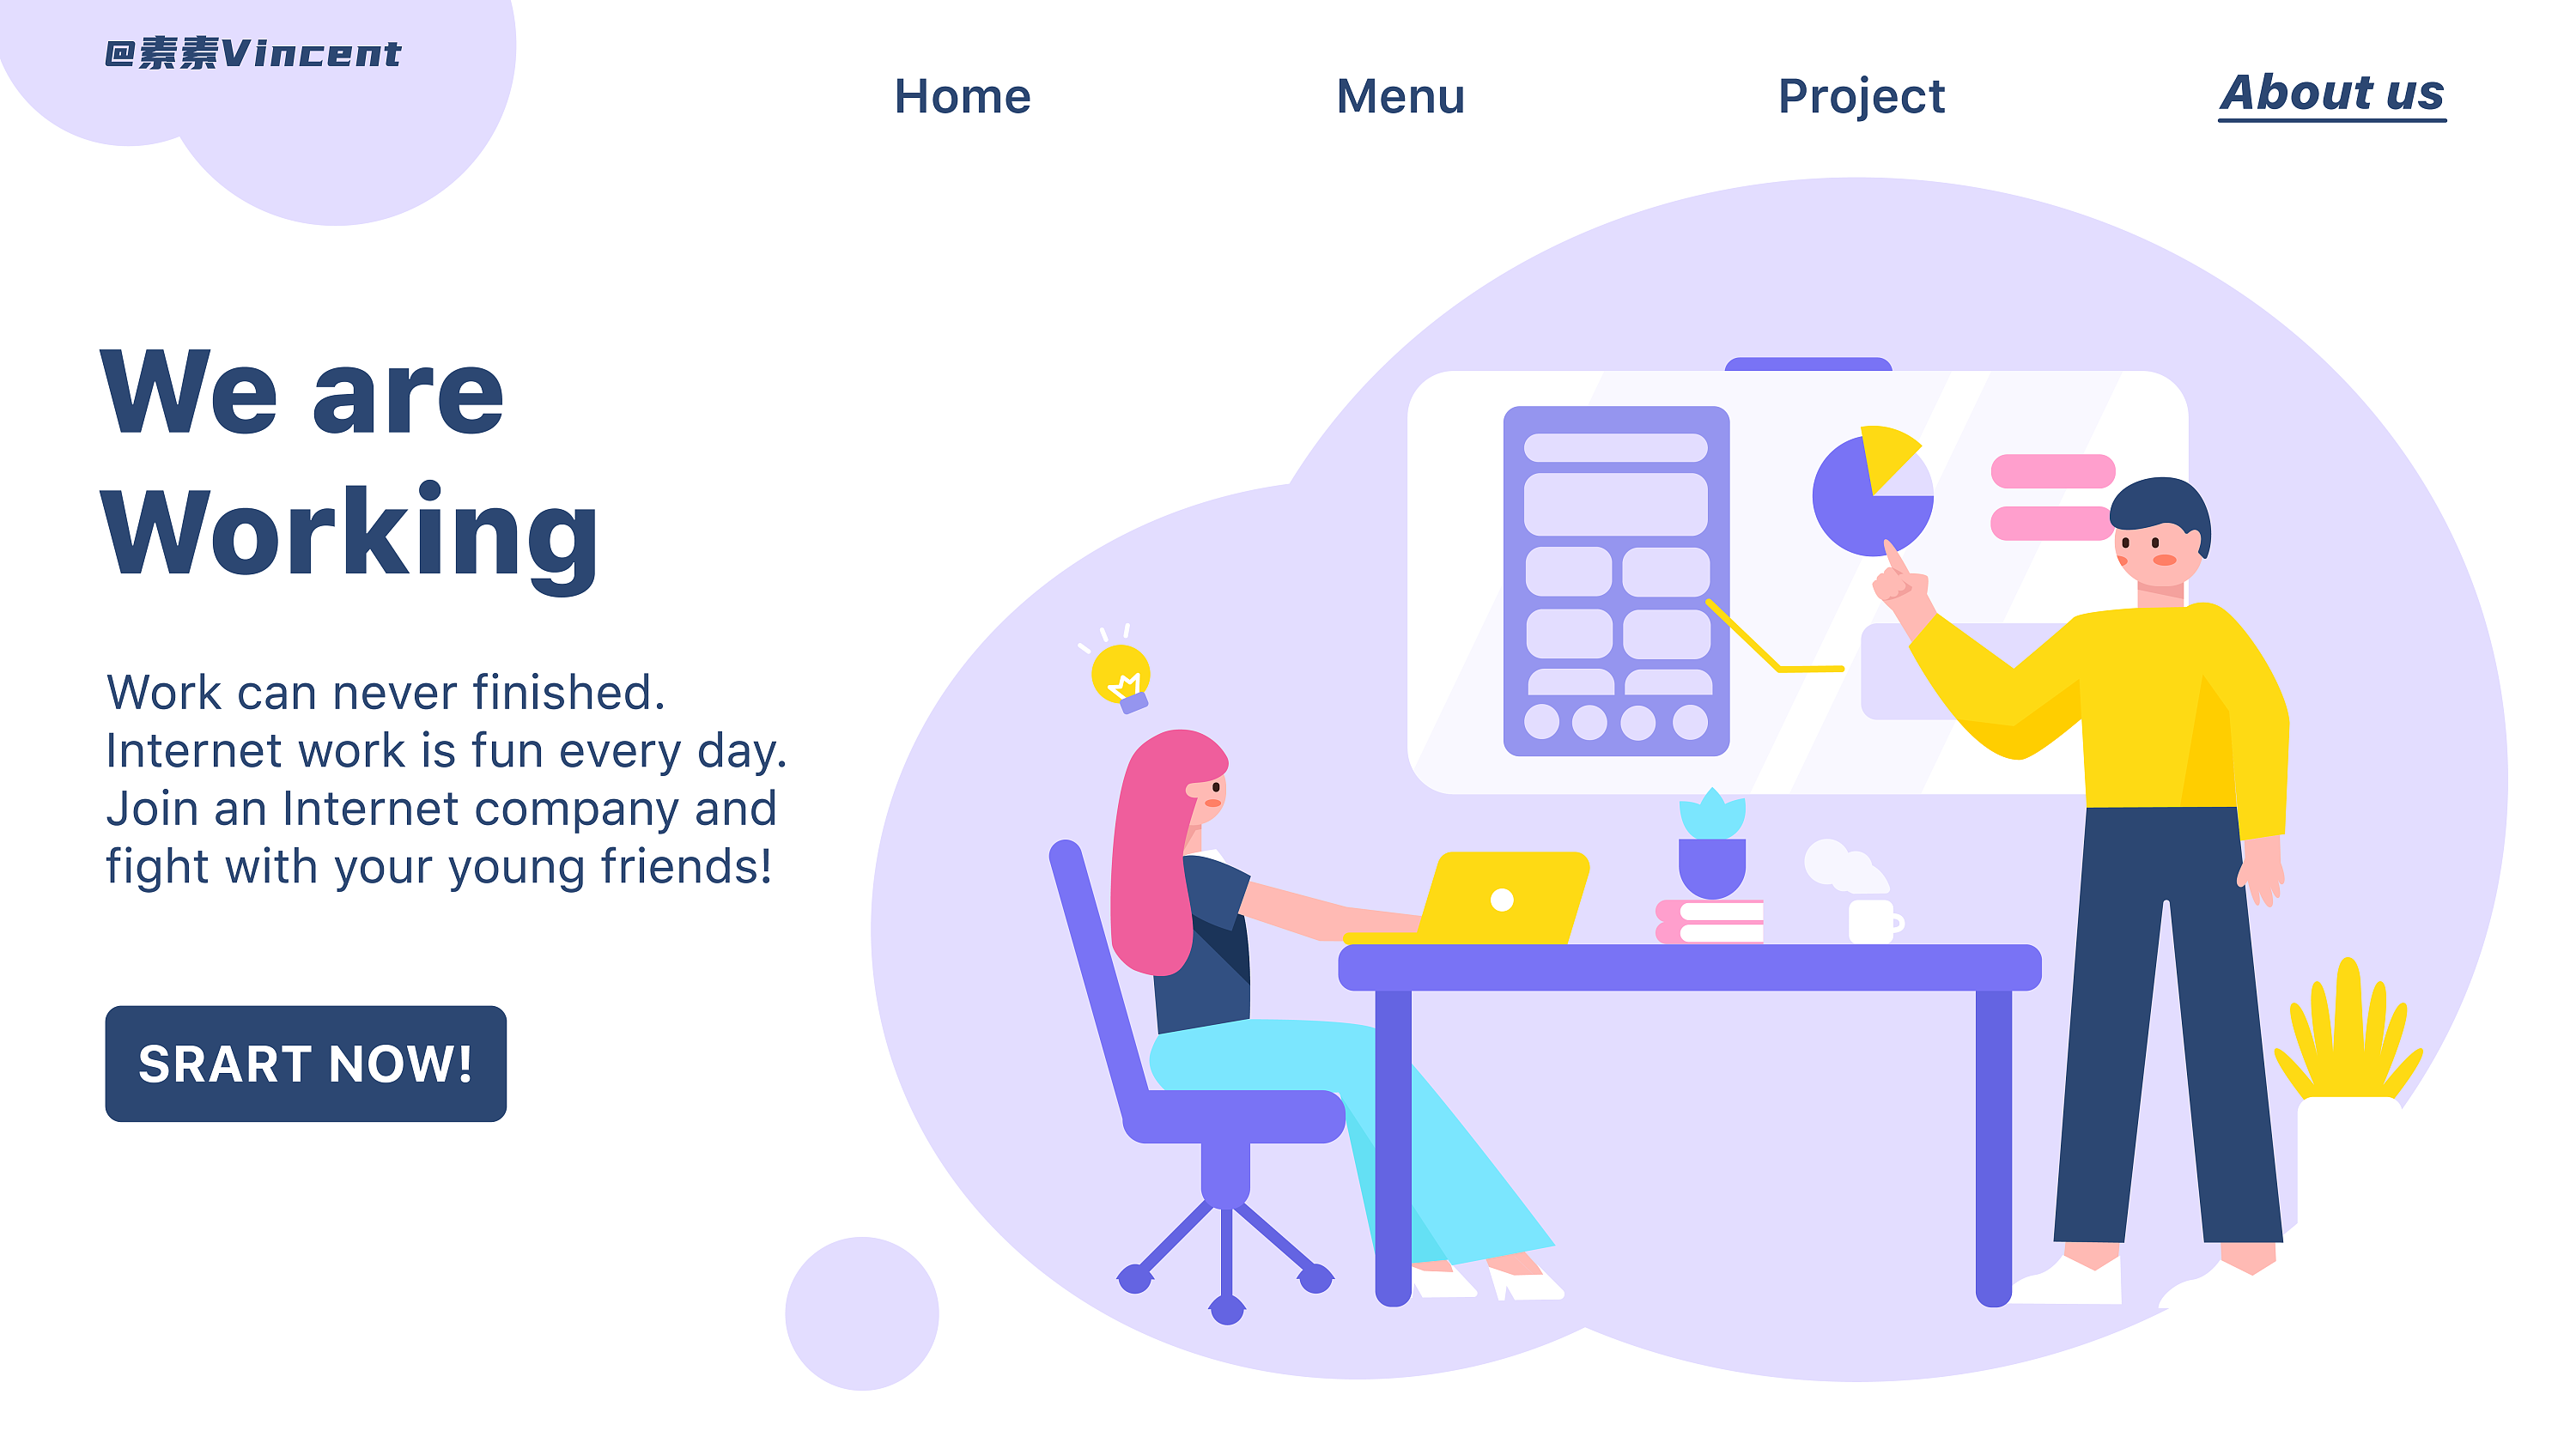 @素素Vincent
Home
Menu
Project
About us
We are
Working
Work can never finished.
Internet work is fun every day.
Join an Internet company and
fight with your young friends!
SRART NOW!